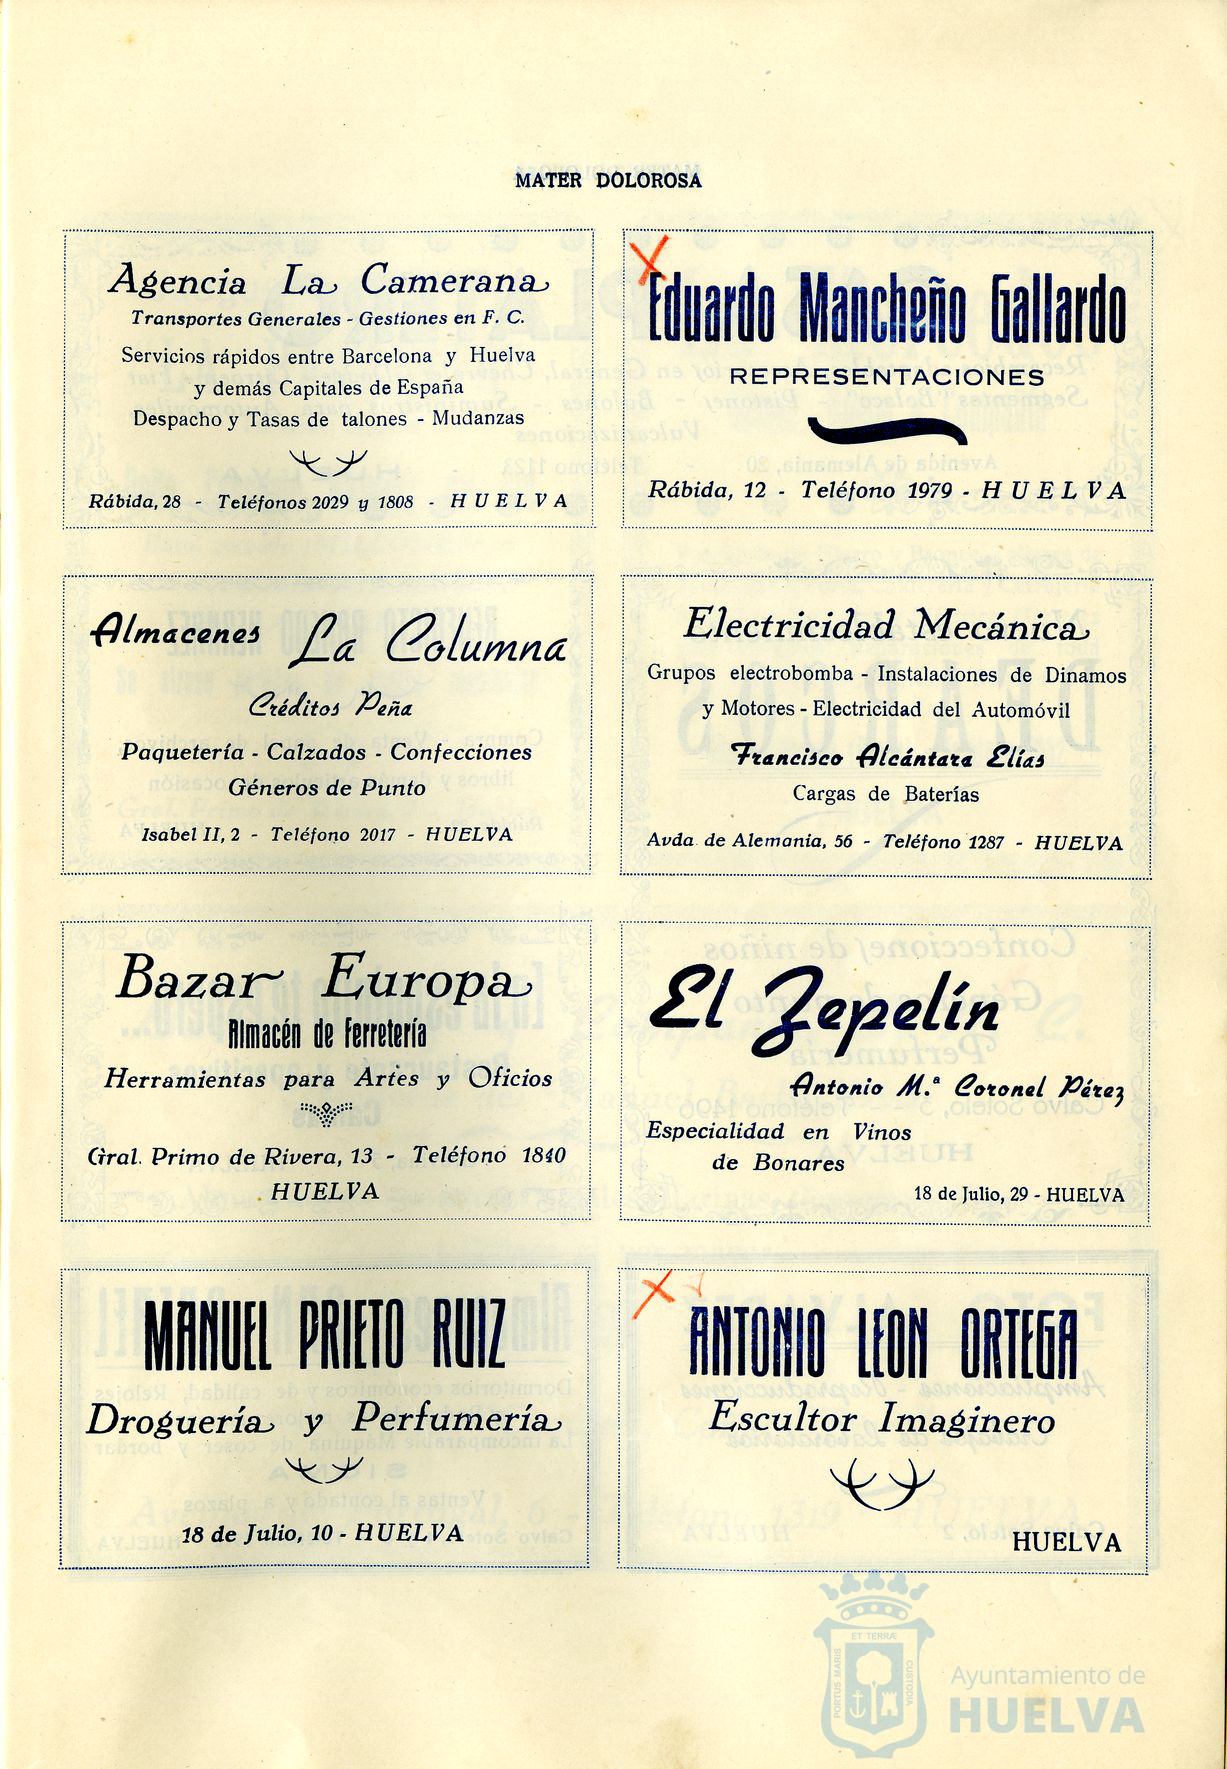 MATER DOLOROSA
Agencia La Camerana
Transportes Generales - Gestiones en F. C.
Servicios rápidos entre Barcelona y Huelva
y demás Capitales de España
Despacho y Tasas de talones - Mudanzas
Rábida, 28 - Teléfonos 2029 y 1808 - HUELVA
Eduardo Mancheño Gallardo
REPRESENTACIONES
Rábida, 12 - Teléfono 1979 - HUELVA
Almacenes La Columna
Créditos Peña
Paquetería - Calzados - Confecciones
Géneros de Punto
Isabel II, 2 - Teléfono 2017 - HUELVA
Electricidad Mecánica
Grupos electrobomba - Instalaciones de Dinamos
y Motores - Electricidad del Automóvil
Francisco Alcántara Elías
Cargas de Baterías
Avda. de Alemania, 56 - Teléfono 1287 - HUELVA
Bazar Europa
Almacén de Ferretería
Herramientas para Artes y Oficios
Gral. Primo de Rivera, 13 - Teléfono 1840
HUELVA
El Zepelín
Antonio M.ª Coronel Pérez
Especialidad en Vinos
de Bonares
18 de Julio, 29 - HUELVA
MANUEL PRIETO RUIZ
Droguería y Perfumería
18 de Julio, 10 - HUELVA
ANTONIO LEON ORTEGA
Escultor Imaginero
HUELVA
ET TERRÆ
PORTUS MARIS
CUSTODIA
Ayuntamiento de
HUELVA